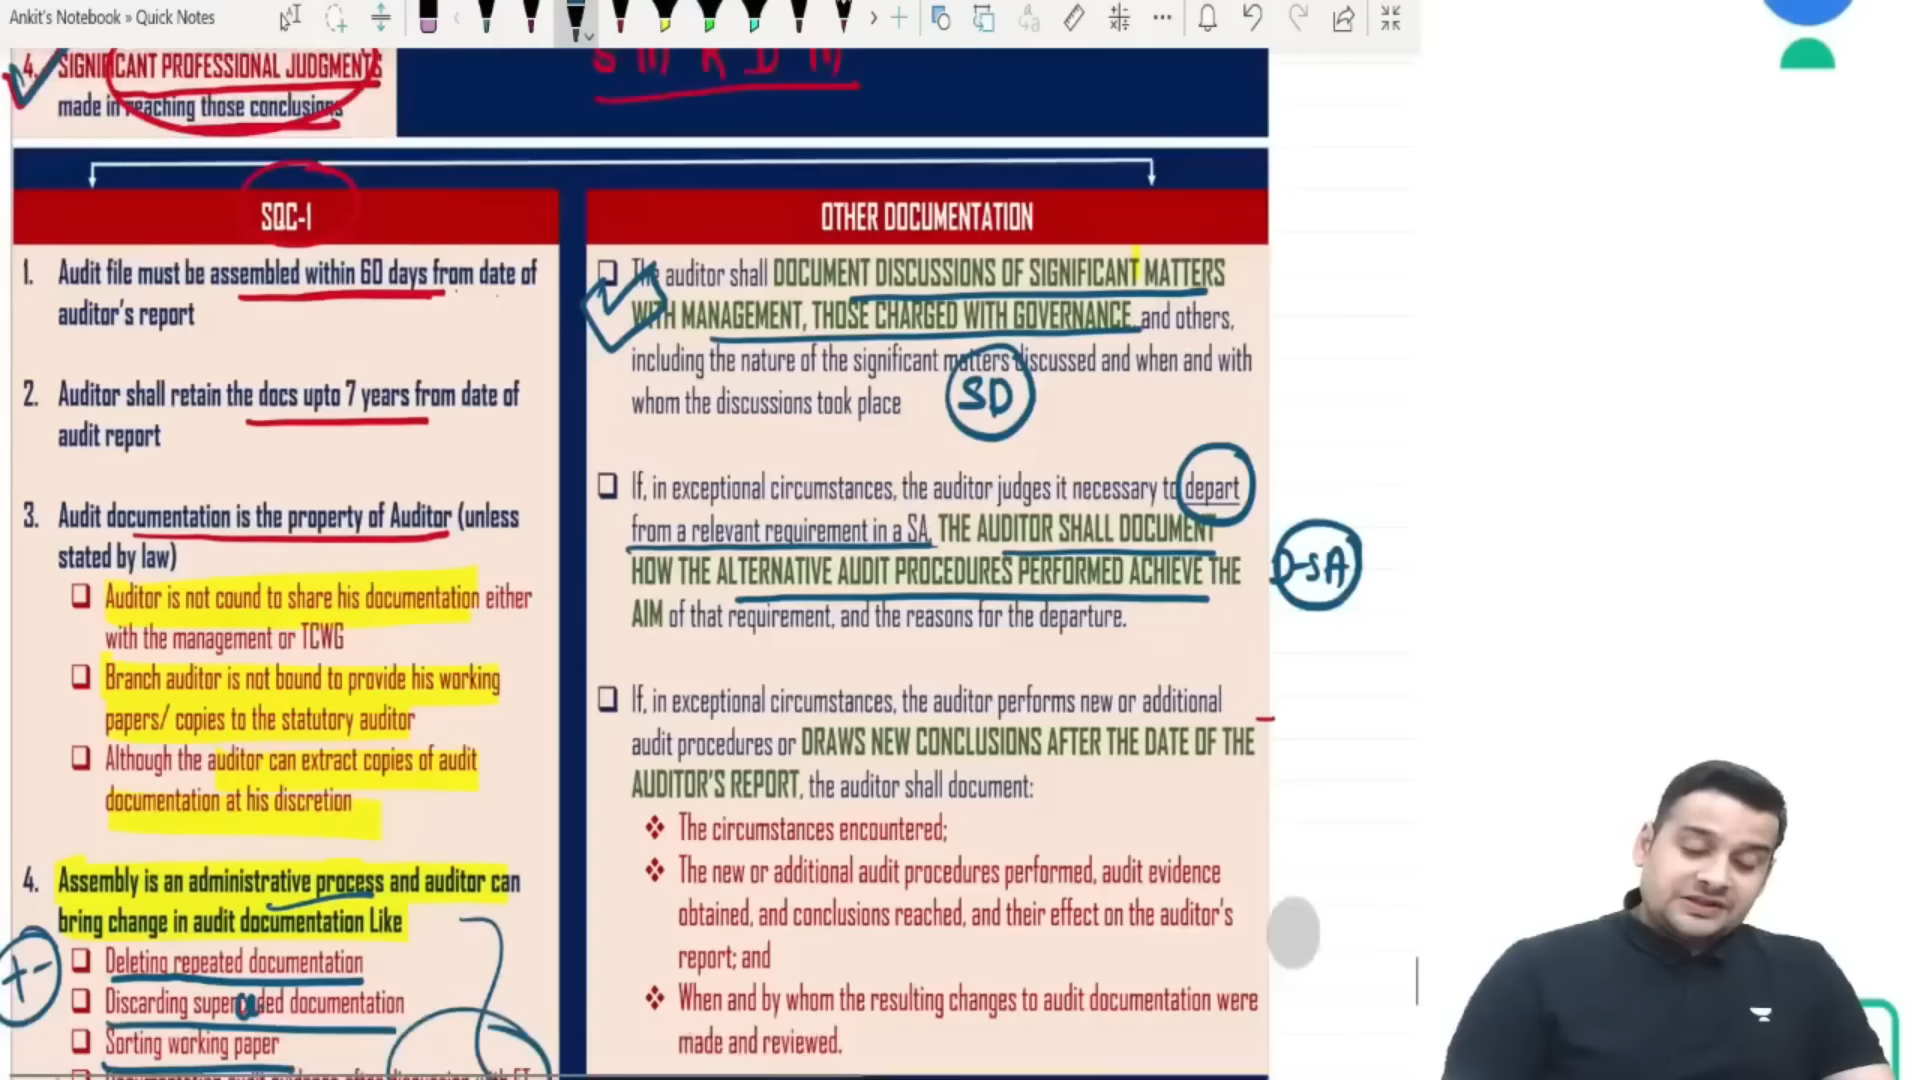 Ankit's Notebook » Quick Notes
4. SIGNIFICANT PROFESSIONAL JUDGMENTS
made in reaching those conclusions
SQC-1
1. Audit file must be assembled within 60 days from date of
auditor's report
2. Auditor shall retain the docs upto 7 years from date of
audit report
3. Audit documentation is the property of Auditor (unless
stated by law)
Auditor is not cound to share his documentation either
with the management or TCWG
Branch auditor is not bound to provide his working
papers/ copies to the statutory auditor
Although the auditor can extract copies of audit
documentation at his discretion
4. Assembly is an administrative process and auditor can
bring change in audit documentation Like
+-
Deleting repeated documentation
Discarding documentation
Sorting working paper
OTHER DOCUMENTATION
The auditor shall DOCUMENT DISCUSSIONS OF SIGNIFICANT MATTERS
WITH MANAGEMENT, THOSE CHARGED WITH GOVERNANCE, and others,
including the nature of the significant matters discussed and when and with
whom the discussions took place
SD
If, in exceptional circumstances, the auditor judges it necessary to depart
from a relevant requirement in a SA, THE AUDITOR SHALL DOCUMENT
HOW THE ALTERNATIVE AUDIT PROCEDURES PERFORMED ACHIEVE THE
AIM of that requirement, and the reasons for the departure.
D-SA
If, in exceptional circumstances, the auditor performs new or additional
audit procedures or DRAWS NEW CONCLUSIONS AFTER THE DATE OF THE
AUDITOR'S REPORT, the auditor shall document:
The circumstances encountered;
The new or additional audit procedures performed, audit evidence
obtained, and conclusions reached, and their effect on the auditor's
report; and
When and by whom the resulting changes to audit documentation were
made and reviewed.